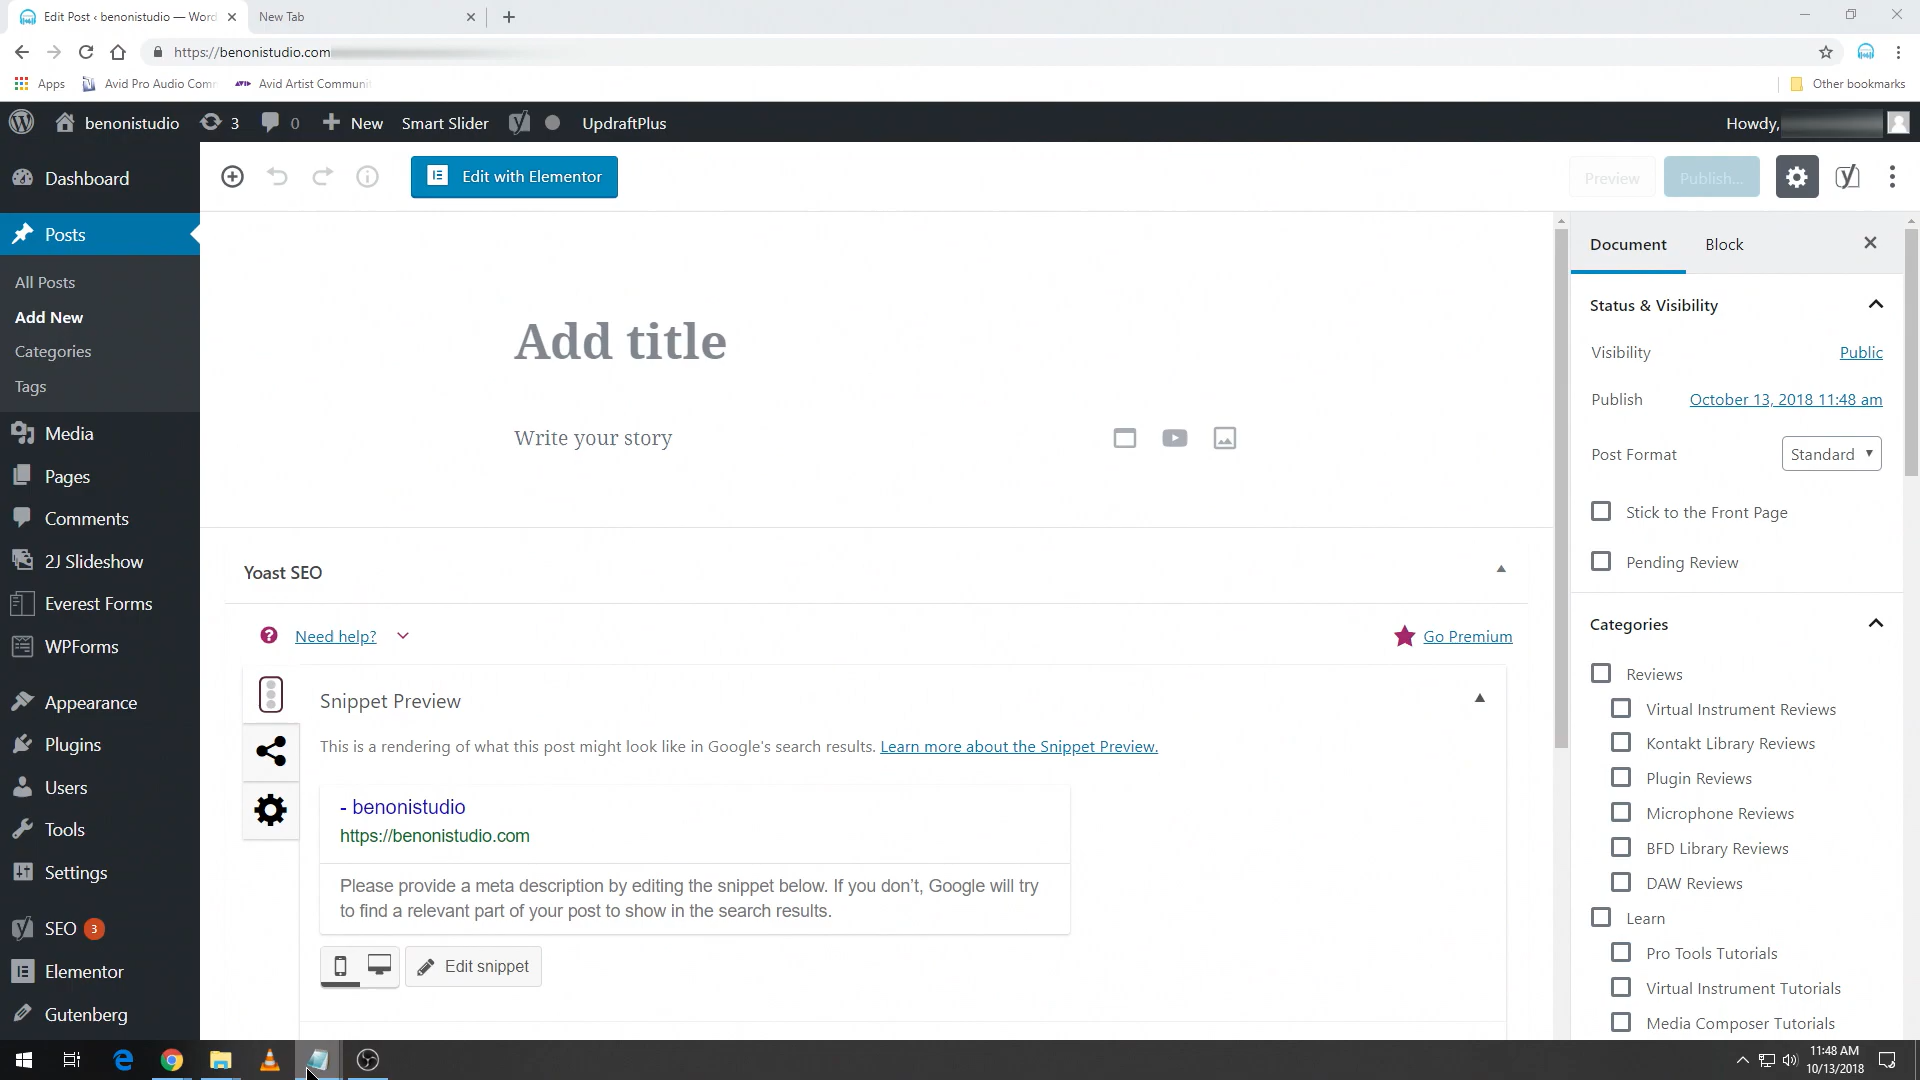 Edit Post ‹ benonistudio — Word
New Tab
https://benonistudio.com
Apps
Avid Pro Audio Com
Avid Artist Communi
Other bookmarks
benonistudio
3
0
New
Smart Slider
UpdraftPlus
Howdy,
Dashboard
Posts
All Posts
Add New
Categories
Tags
Media
Pages
Comments
2J Slideshow
Everest Forms
WPForms
Appearance
Plugins
Users
Tools
Settings
SEO 3
Elementor
Gutenberg
Edit with Elementor
Preview
Publish...
Add title
Write your story
Yoast SEO
Need help?
Go Premium
Snippet Preview
This is a rendering of what this post might look like in Google's search results. Learn more about the Snippet Preview.
- benonistudio
https://benonistudio.com
Please provide a meta description by editing the snippet below. If you don’t, Google will try
to find a relevant part of your post to show in the search results.
Edit snippet
Document
Block
Status & Visibility
Visibility
Public
Publish
October 13, 2018 11:48 am
Post Format
Standard
Stick to the Front Page
Pending Review
Categories
Reviews
Virtual Instrument Reviews
Kontakt Library Reviews
Plugin Reviews
Microphone Reviews
BFD Library Reviews
DAW Reviews
Learn
Pro Tools Tutorials
Virtual Instrument Tutorials
Media Composer Tutorials
11:48 AM
10/13/2018